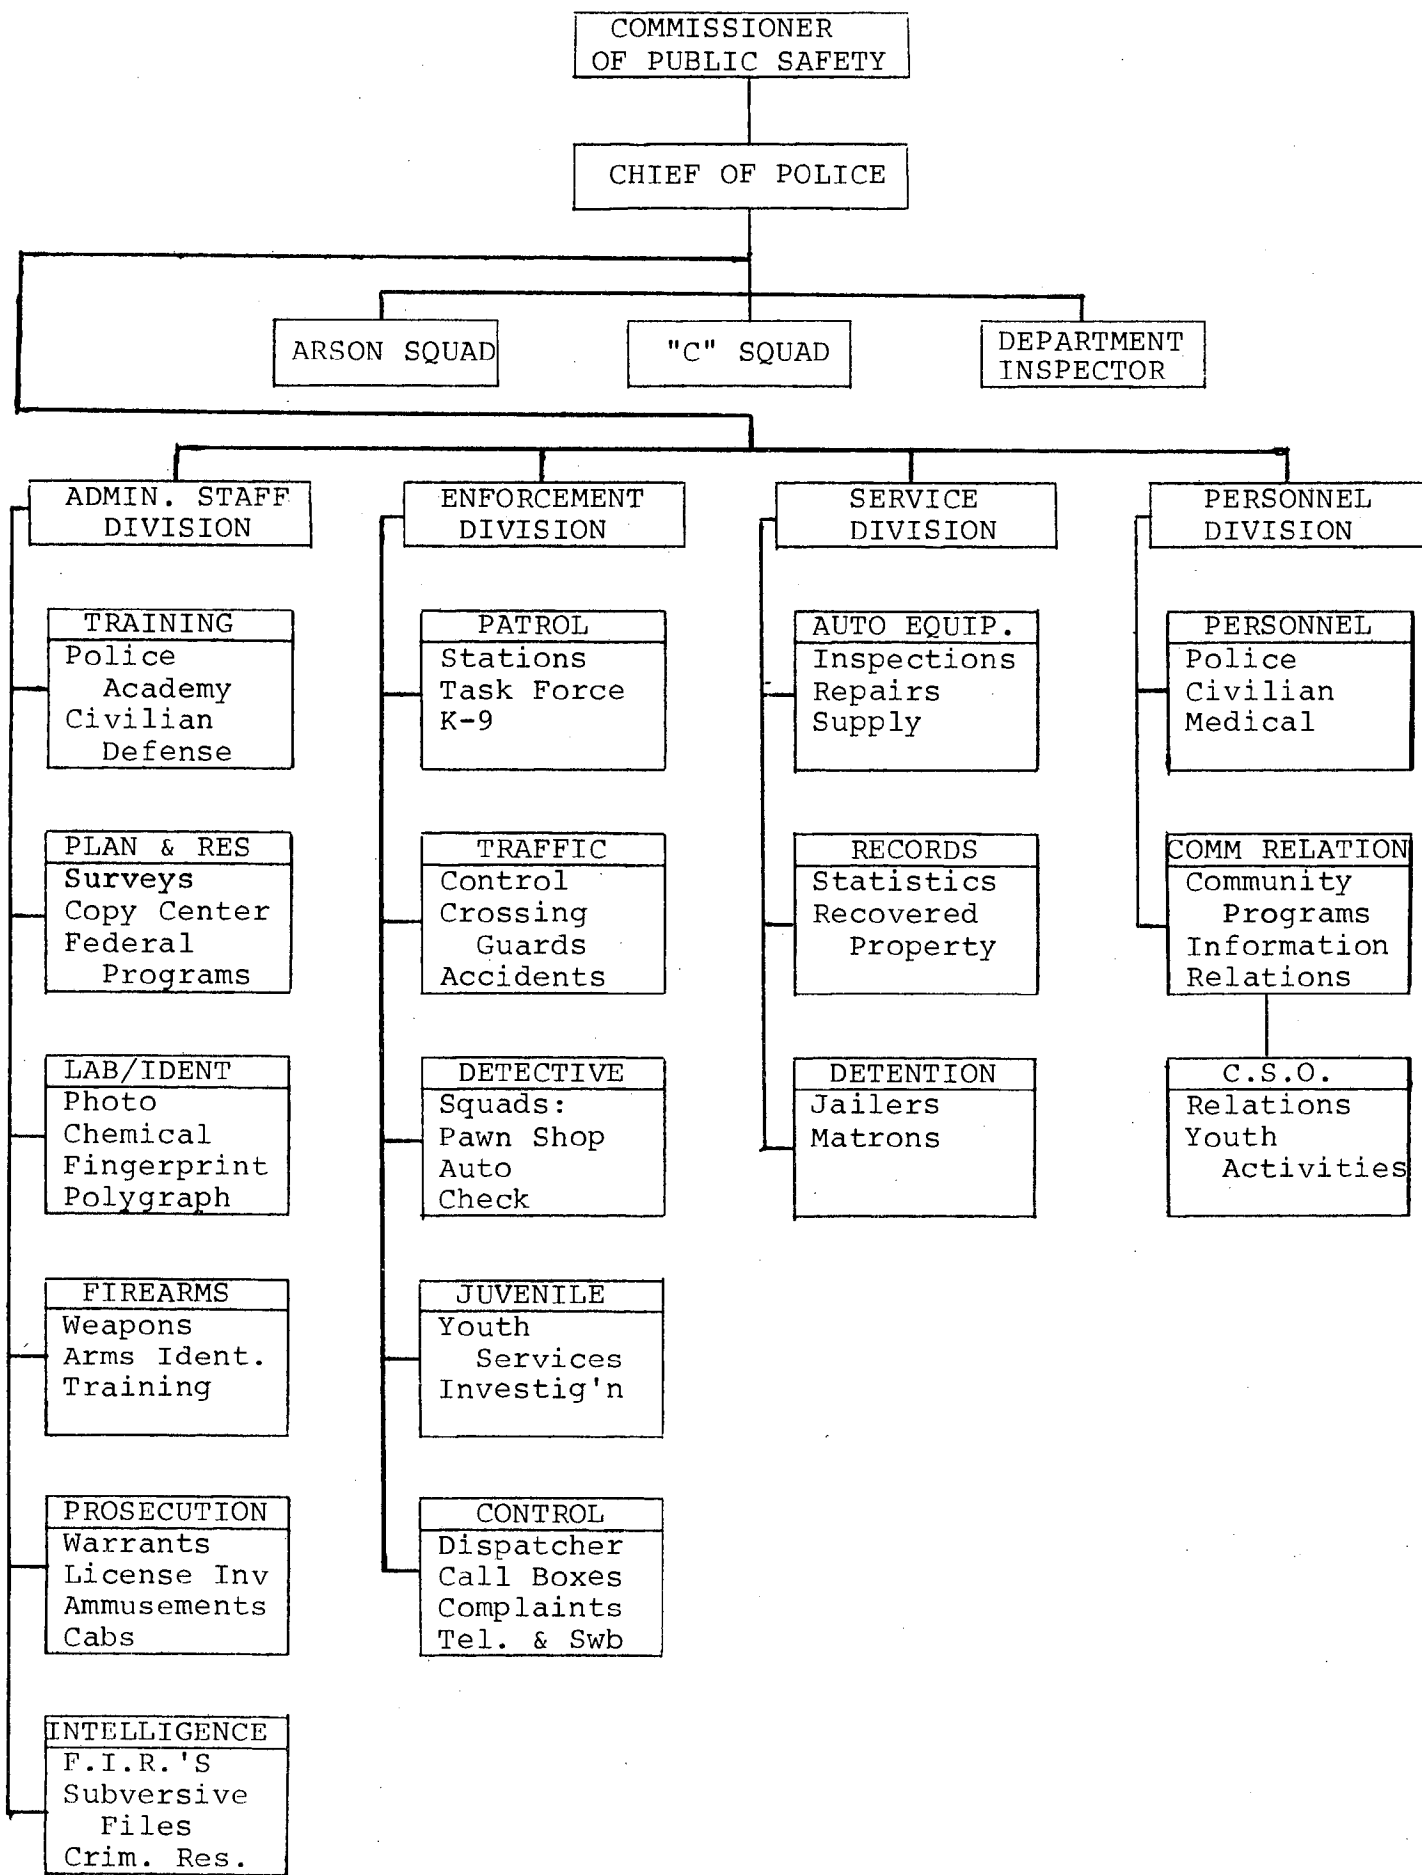 COMMISSIONER
OF PUBLIC SAFETY
CHIEF OF POLICE
ARSON SQUAD
"C" SQUAD
DEPARTMENT
INSPECTOR
ADMIN. STAFF
DIVISION
TRAINING
Police
Academy
Civilian
Defense
PLAN & RES
Surveys
Copy Center
Federal
Programs
LAB/IDENT
Photo
Chemical
Fingerprint
Polygraph
FIREARMS
Weapons
Arms Ident.
Training
PROSECUTION
Warrants
License Inv
Ammusements
Cabs
INTELLIGENCE
F.I.R.'S
Subversive
Files
Crim. Res.
ENFORCEMENT
DIVISION
PATROL
Stations
Task Force
K-9
TRAFFIC
Control
Crossing
Guards
Accidents
DETECTIVE
Squads:
Pawn Shop
Auto
Check
JUVENILE
Youth
Services
Investig'n
CONTROL
Dispatcher
Call Boxes
Complaints
Tel. & Swb
SERVICE
DIVISION
AUTO EQUIP.
Inspections
Repairs
Supply
RECORDS
Statistics
Recovered
Property
DETENTION
Jailers
Matrons
PERSONNEL
DIVISION
PERSONNEL
Police
Civilian
Medical
COMM RELATION
Community
Programs
Information
Relations
C.S.O.
Relations
Youth
Activities